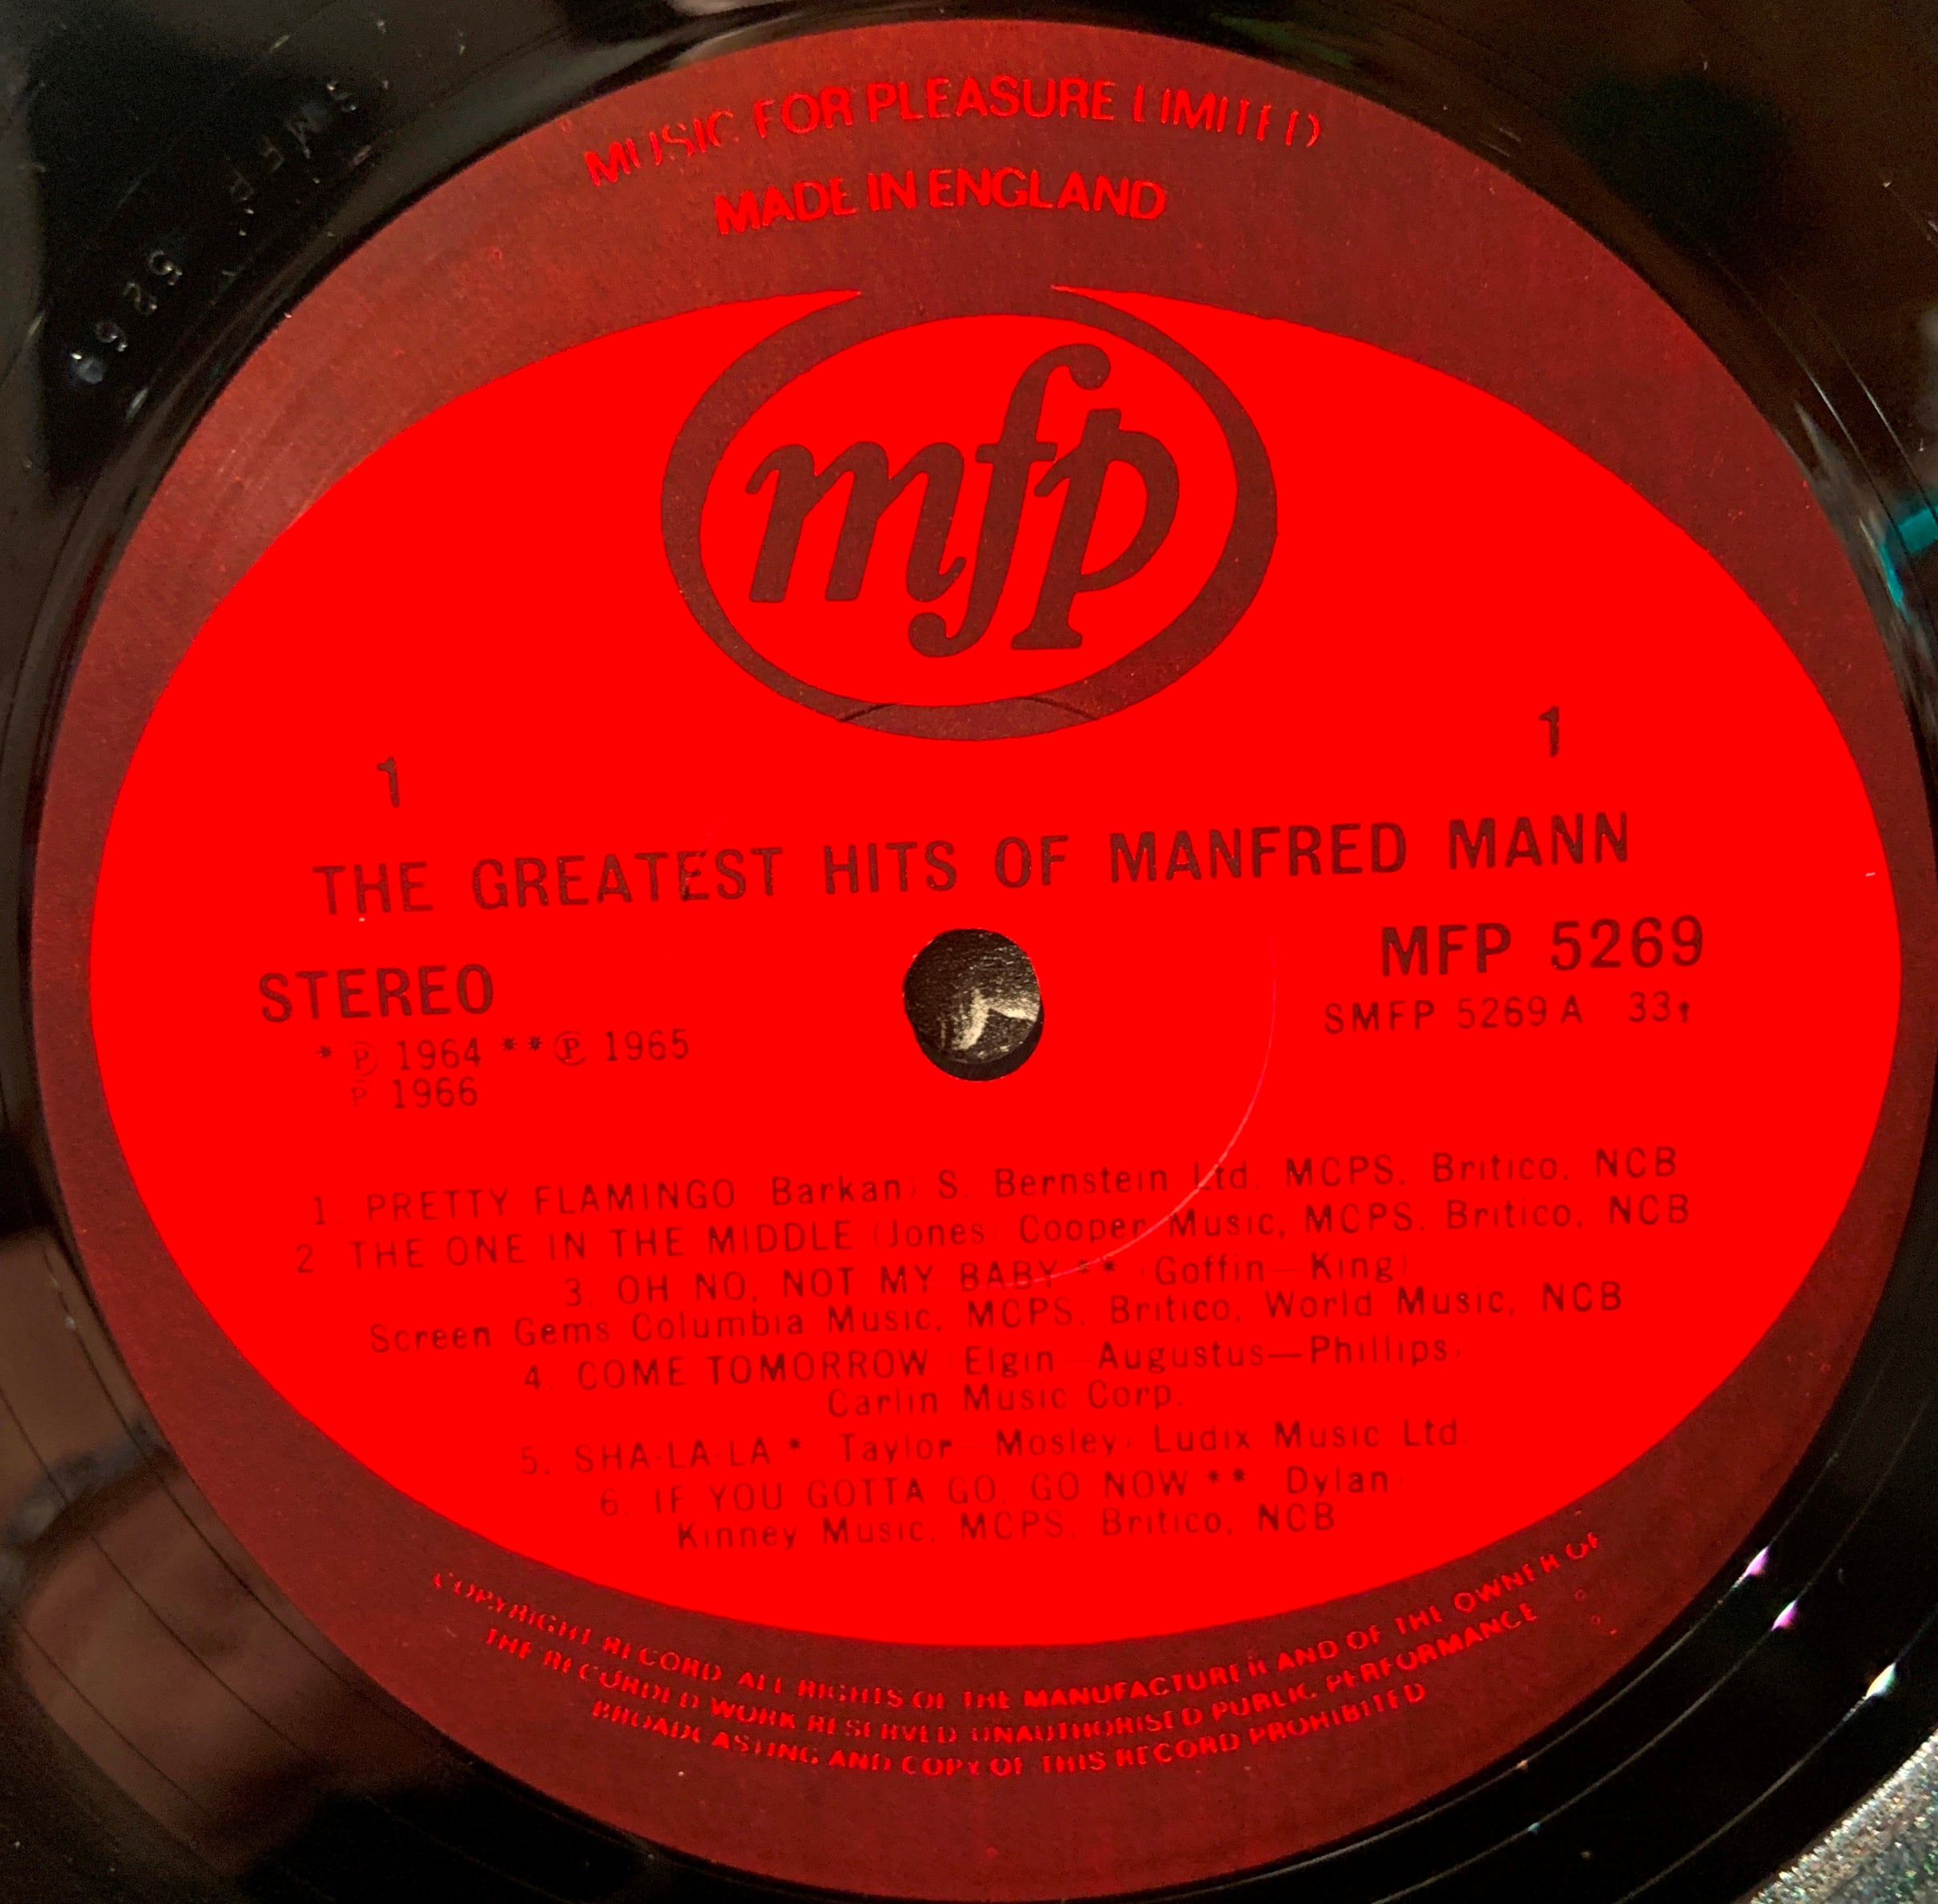 SMFP 5269
MUSIC FOR PLEASURE LIMITED
MADE IN ENGLAND
mfp
1 1
THE GREATEST HITS OF MANFRED MANN
STEREO MFP 5269
* ℗ 1964 ** ℗ 1965 SMFP 5269 A 33
℗ 1966
1. PRETTY FLAMINGO Barkan) S. Bernstein Ltd. MCPS. Britico. NCB
2 THE ONE IN THE MIDDLE (Jones) Cooper Music, MCPS. Britico. NCB
3. OH NO, NOT MY BABY ** (Goffin—King)
Screen Gems Columbia Music, MCPS. Britico, World Music, NCB
4. COME TOMORROW Elgin—Augustus—Phillips)
Carlin Music Corp.
5. SHA-LA-LA * Taylor—Mosley) Ludix Music Ltd.
6. IF YOU GOTTA GO, GO NOW ** Dylan
Kinney Music. MCPS. Britico, NCB
COPYRIGHT RECORD ALL RIGHTS OF THE MANUFACTURER AND OF THE OWNER OF
THE RECORDED WORK RESERVED UNAUTHORISED PUBLIC PERFORMANCE
BROADCASTING AND COPY OF THIS RECORD PROHIBITED